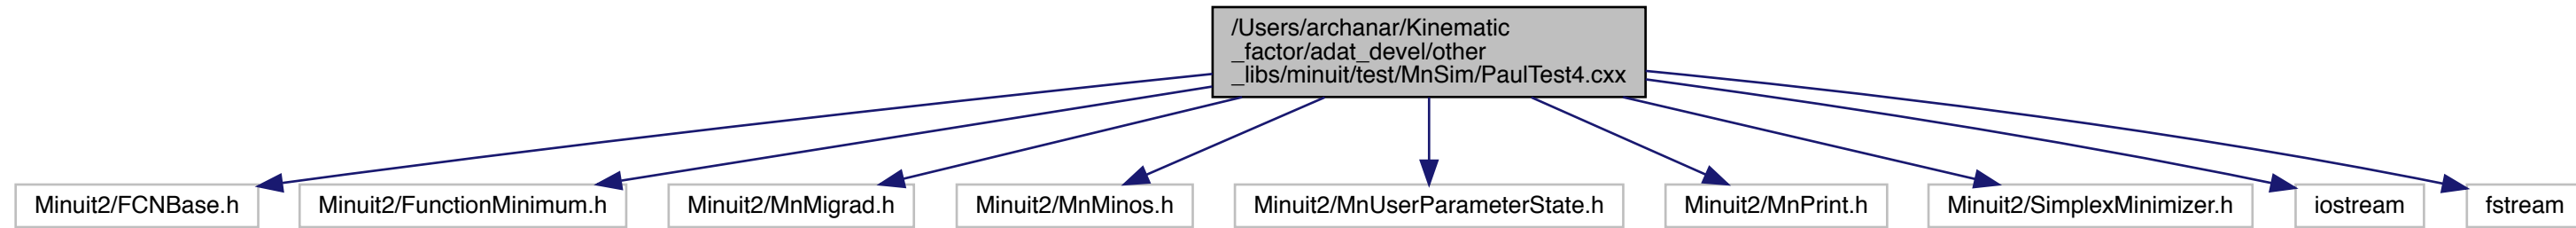 /Users/archanar/Kinematic
_factor/adat_devel/other
_libs/minuit/test/MnSim/PaulTest4.cxx
Minuit2/FCNBase.h
Minuit2/FunctionMinimum.h
Minuit2/MnMigrad.h
Minuit2/MnMinos.h
Minuit2/MnUserParameterState.h
Minuit2/MnPrint.h
Minuit2/SimplexMinimizer.h
iostream
fstream